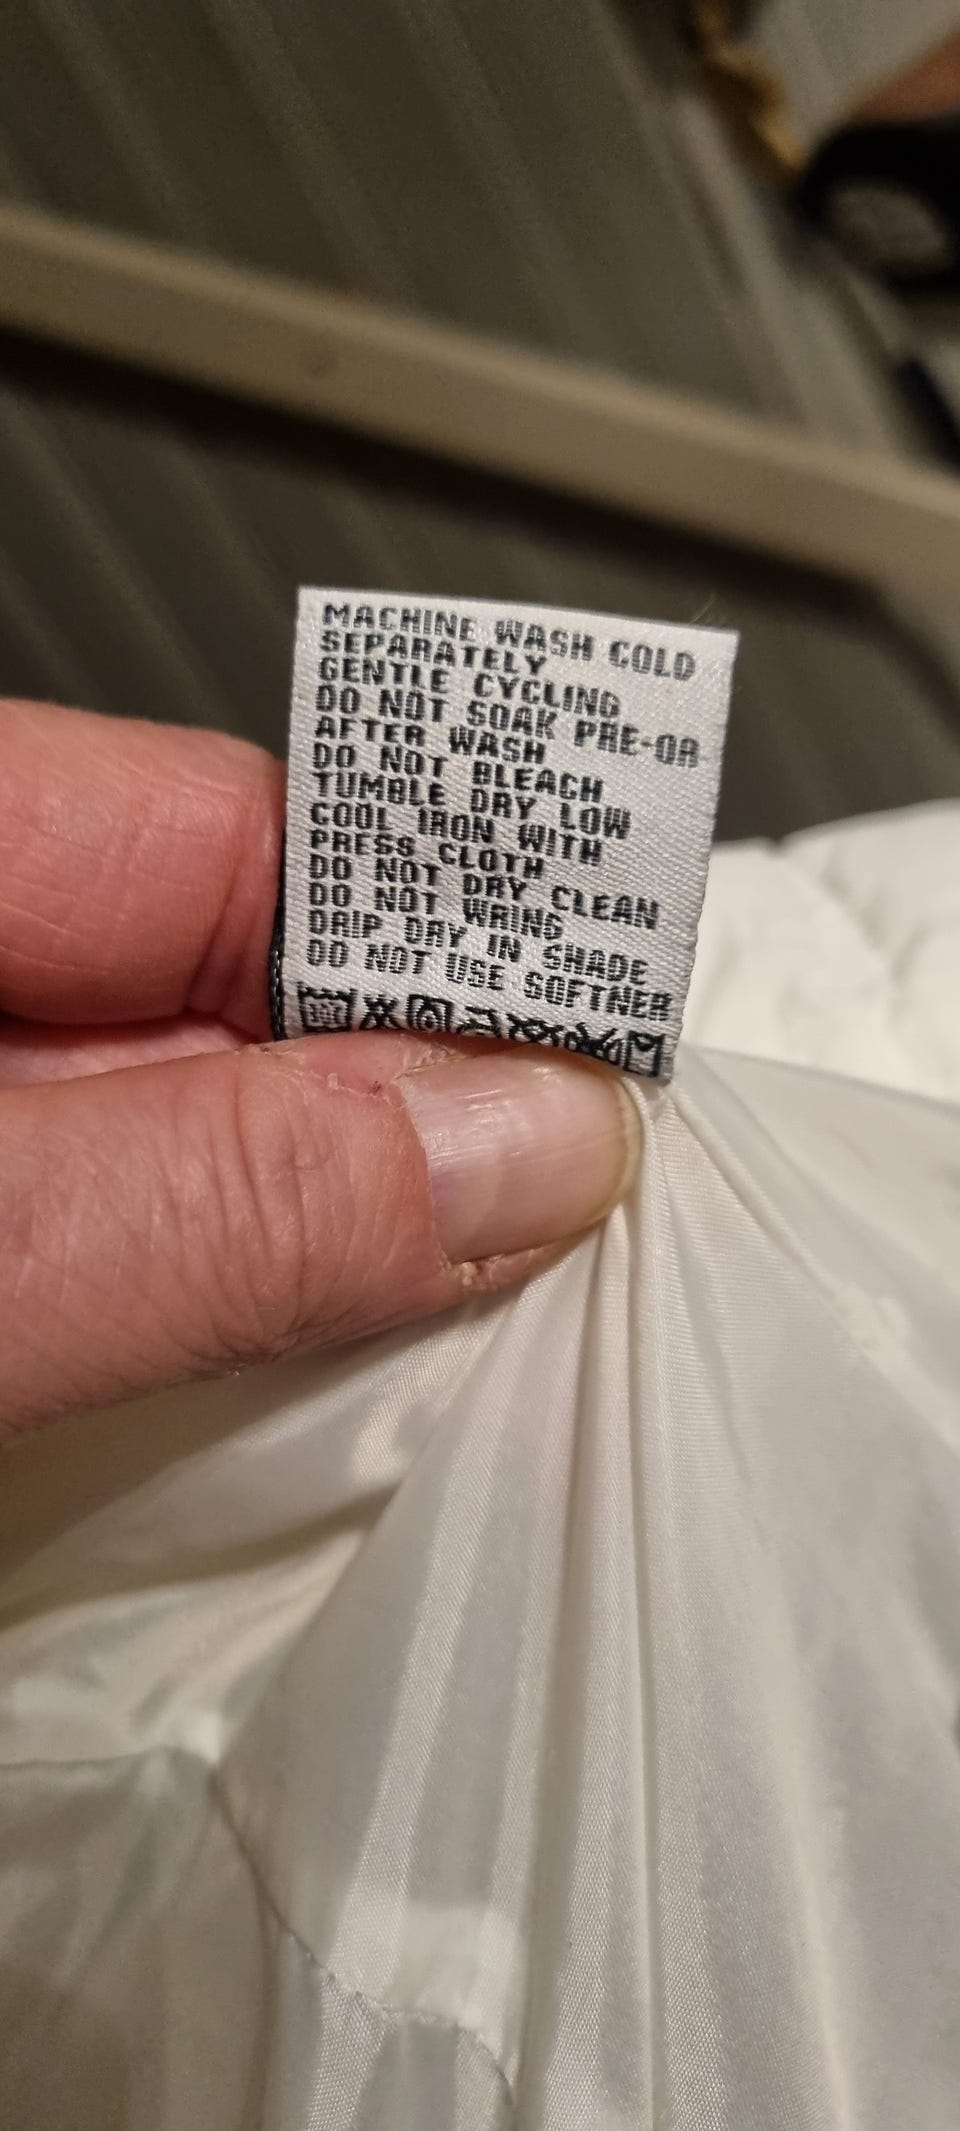 MACHINE WASH COLD
SEPARATELY
GENTLE CYCLING
DO NOT SOAK PRE-OR
AFTER WASH
DO NOT BLEACH
TUMBLE DRY LOW
COOL IRON WITH
PRESS CLOTH
DO NOT DRY CLEAN
DO NOT WRING
DRIP DRY IN SHADE
DO NOT USE SOFTNER